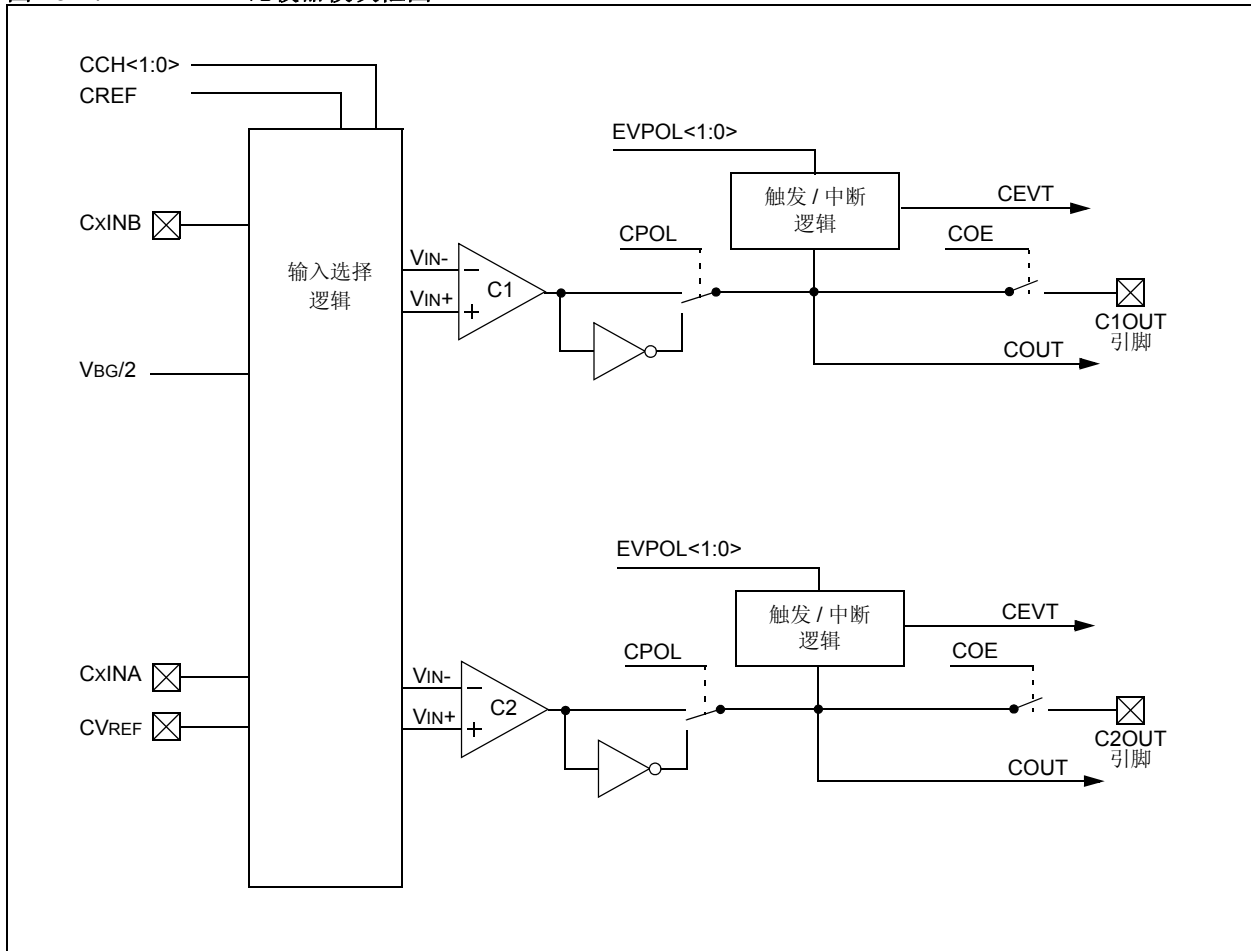 CCH<1:0>
CREF
EVPOL<1:0>
触发 / 中断
逻辑
CEVT
CXINB
CPOL
COE
输入选择
逻辑
VIN-
VIN+
C1
C1OUT
引脚
COUT
VBG/2
EVPOL<1:0>
触发 / 中断
逻辑
CEVT
CXINA
CPOL
COE
VIN-
VIN+
C2
CVREF
C2OUT
引脚
COUT